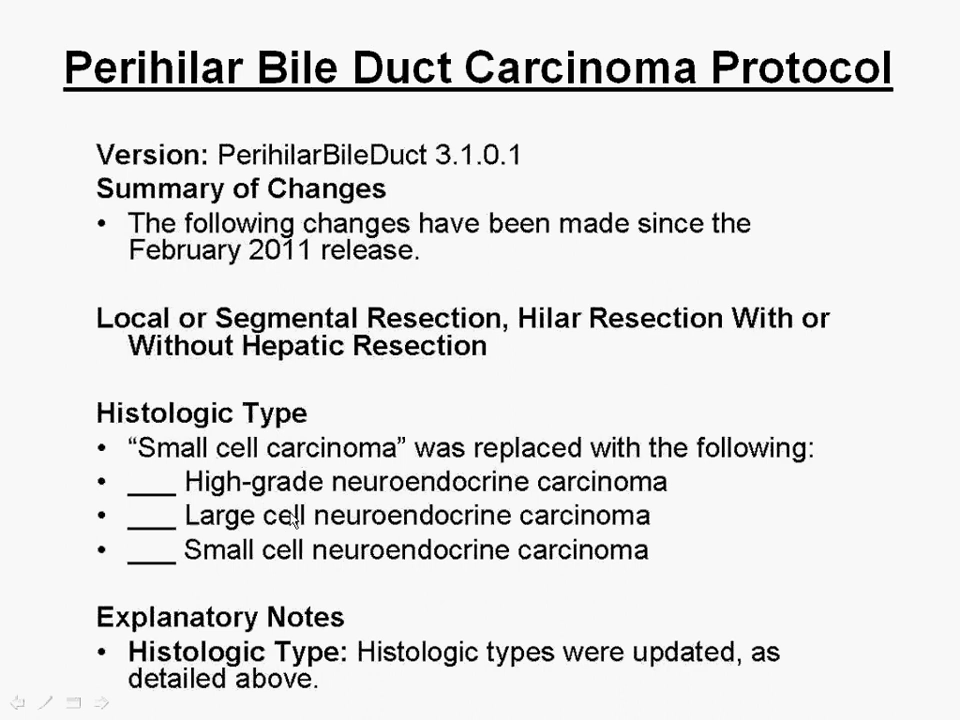 Perihilar Bile Duct Carcinoma Protocol
Version: PerihilarBileDuct 3.1.0.1
Summary of Changes
• The following changes have been made since the
February 2011 release.
Local or Segmental Resection, Hilar Resection With or
Without Hepatic Resection
Histologic Type
• “Small cell carcinoma” was replaced with the following:
• ___ High-grade neuroendocrine carcinoma
• ___ Large cell neuroendocrine carcinoma
• ___ Small cell neuroendocrine carcinoma
Explanatory Notes
• Histologic Type: Histologic types were updated, as
detailed above.